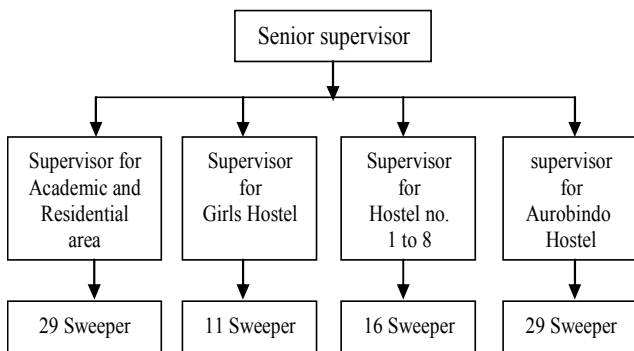 Senior supervisor
Supervisor for
Academic and
Residential
area
Supervisor
for
Girls Hostel
Supervisor
for
Hostel no.
1 to 8
supervisor
for
Aurobindo
Hostel
29 Sweeper
11 Sweeper
16 Sweeper
29 Sweeper